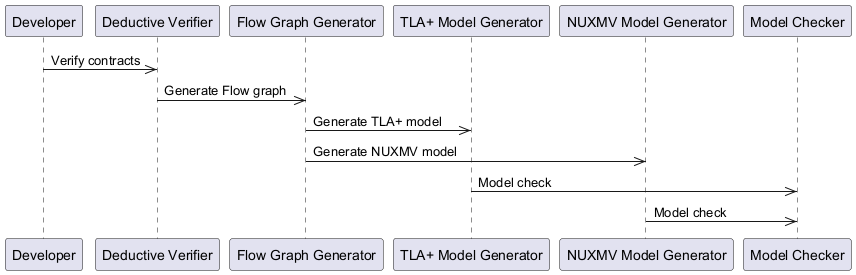 Developer
Deductive Verifier
Flow Graph Generator
TLA+ Model Generator
NUXMV Model Generator
Model Checker
Verify contracts
Generate Flow graph
Generate TLA+ model
Generate NUXMV model
Model check
Model check
Developer
Deductive Verifier
Flow Graph Generator
TLA+ Model Generator
NUXMV Model Generator
Model Checker